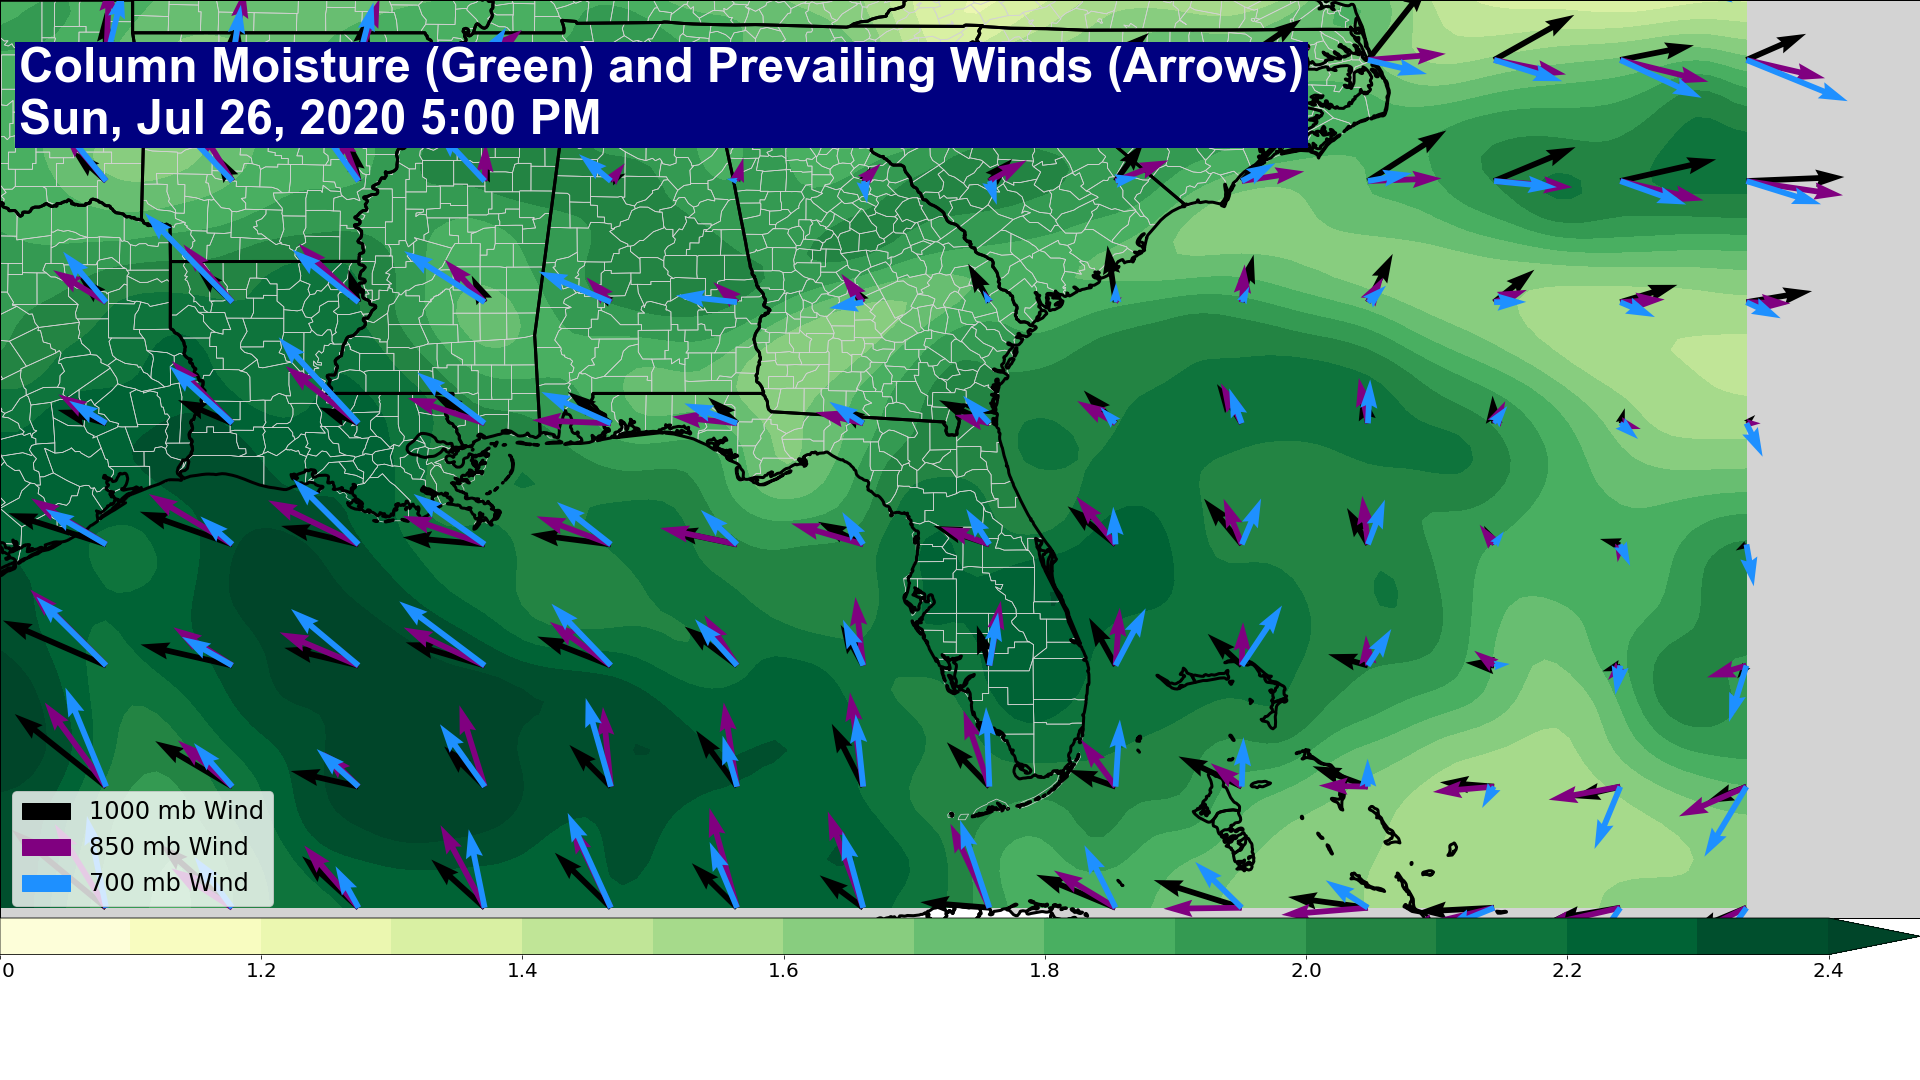 Column Moisture (Green) and Prevailing Winds (Arrows)
Sun, Jul 26, 2020 5:00 PM
1000 mb Wind
850 mb Wind
700 mb Wind
0 1.2 1.4 1.6 1.8 2.0 2.2 2.4